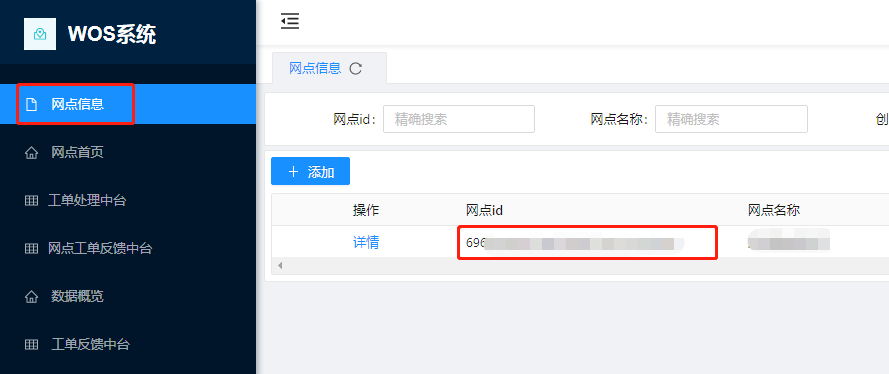 WOS系统
网点信息
网点首页
工单处理中台
网点工单反馈中台
数据概览
工单反馈中台
网点信息
网点id: 精确搜索 网点名称: 精确搜索 创
+ 添加
操作 网点id 网点名称
详情 696